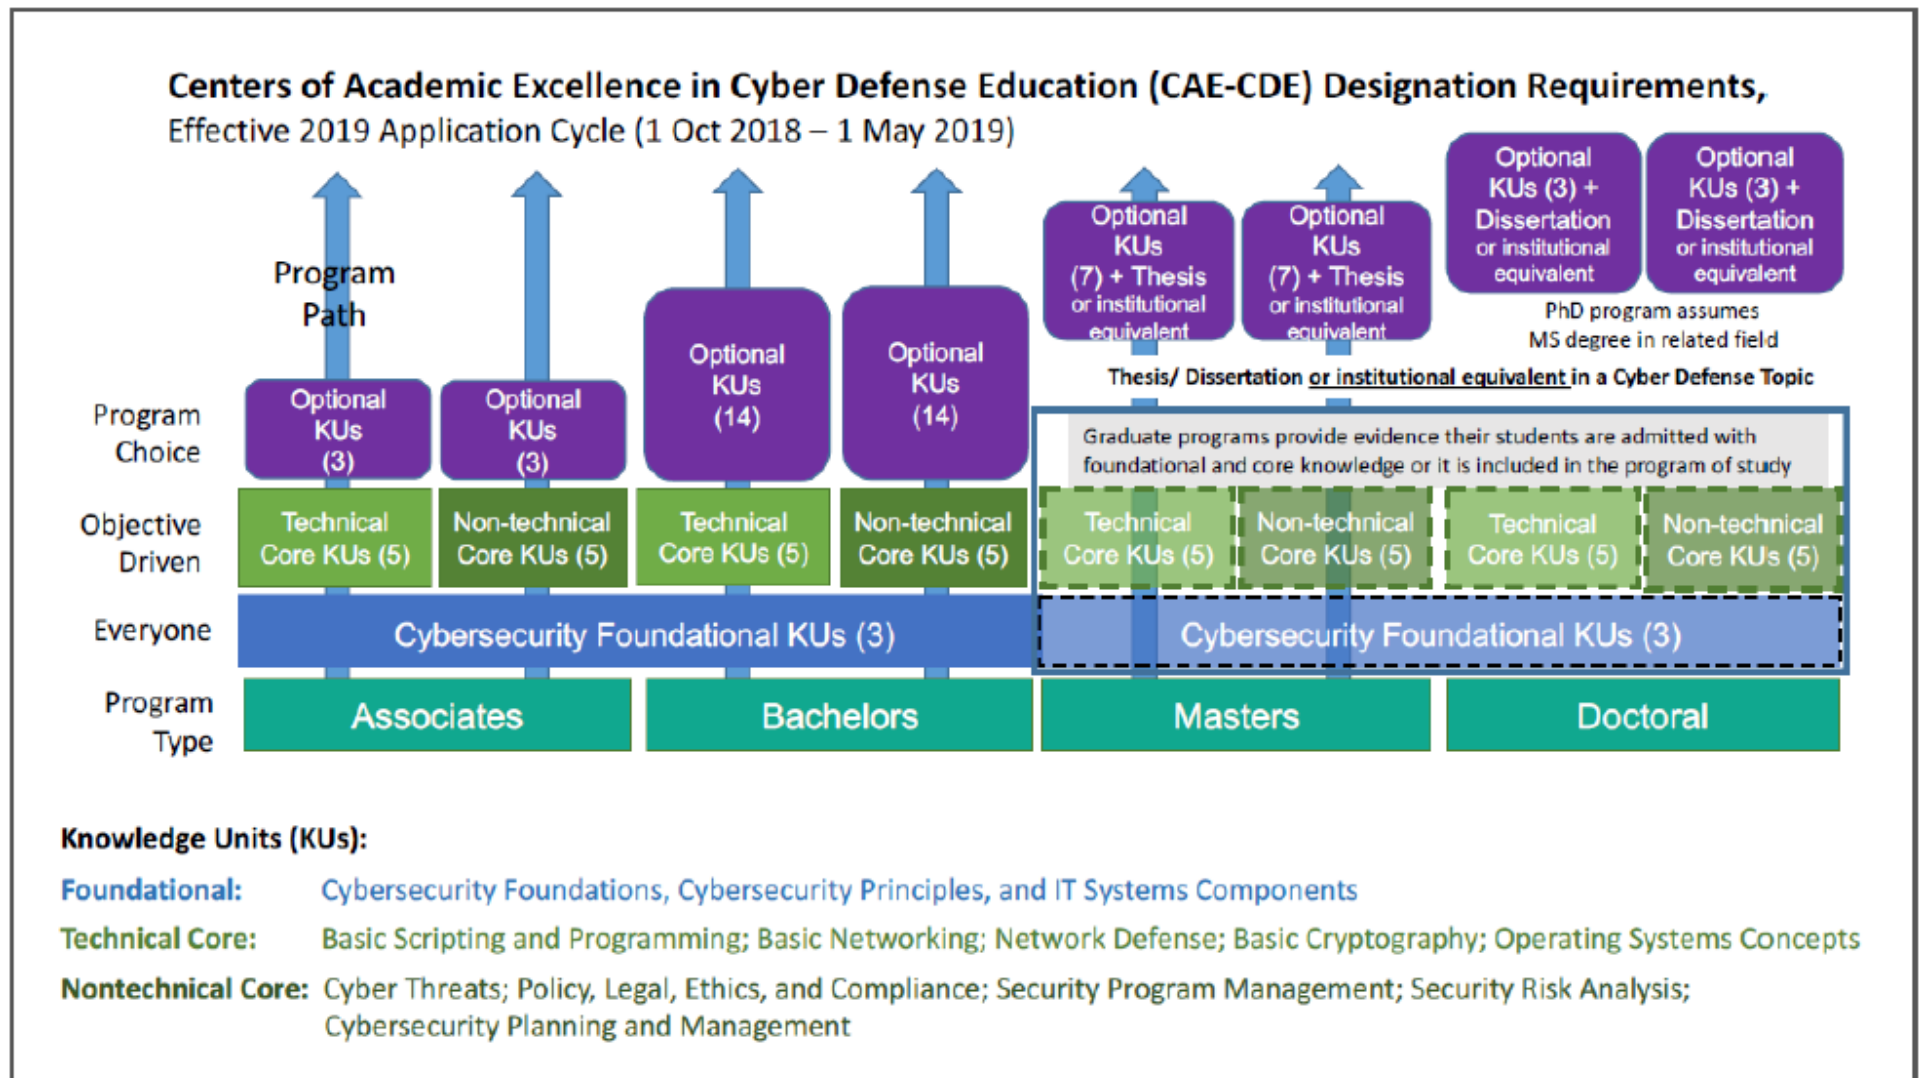 Centers of Academic Excellence in Cyber Defense Education (CAE-CDE) Designation Requirements,
Effective 2019 Application Cycle (1 Oct 2018 – 1 May 2019)
Program
Path
Optional
KUs
(3)
Optional
KUs
(3)
Optional
KUs
(14)
Optional
KUs
(14)
Optional
KUs
(7) + Thesis
or institutional
equivalent
Optional
KUs
(7) + Thesis
or institutional
equivalent
Optional
KUs (3) +
Dissertation
or institutional
equivalent
Optional
KUs (3) +
Dissertation
or institutional
equivalent
PhD program assumes
MS degree in related field
Thesis/ Dissertation or institutional equivalent in a Cyber Defense Topic
Program
Choice
Graduate programs provide evidence their students are admitted with
foundational and core knowledge or it is included in the program of study
Objective
Driven
Technical
Core KUs (5)
Non-technical
Core KUs (5)
Technical
Core KUs (5)
Non-technical
Core KUs (5)
Technical
Core KUs (5)
Non-technical
Core KUs (5)
Technical
Core KUs (5)
Non-technical
Core KUs (5)
Everyone
Cybersecurity Foundational KUs (3)
Cybersecurity Foundational KUs (3)
Program
Type
Associates
Bachelors
Masters
Doctoral
Knowledge Units (KUs):
Foundational: Cybersecurity Foundations, Cybersecurity Principles, and IT Systems Components
Technical Core: Basic Scripting and Programming; Basic Networking; Network Defense; Basic Cryptography; Operating Systems Concepts
Nontechnical Core: Cyber Threats; Policy, Legal, Ethics, and Compliance; Security Program Management; Security Risk Analysis;
Cybersecurity Planning and Management